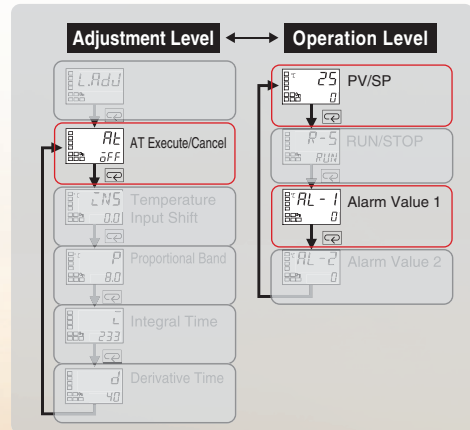 Adjustment Level
Operation Level
L.AdJ
At
oFF
AT Execute/Cancel
INS
0.0
Temperature
Input Shift
P
8.0
Proportional Band
i
233
Integral Time
d
40
Derivative Time
25
0
PV/SP
R-S
RUN
RUN/STOP
AL-1
0
Alarm Value 1
AL-2
0
Alarm Value 2